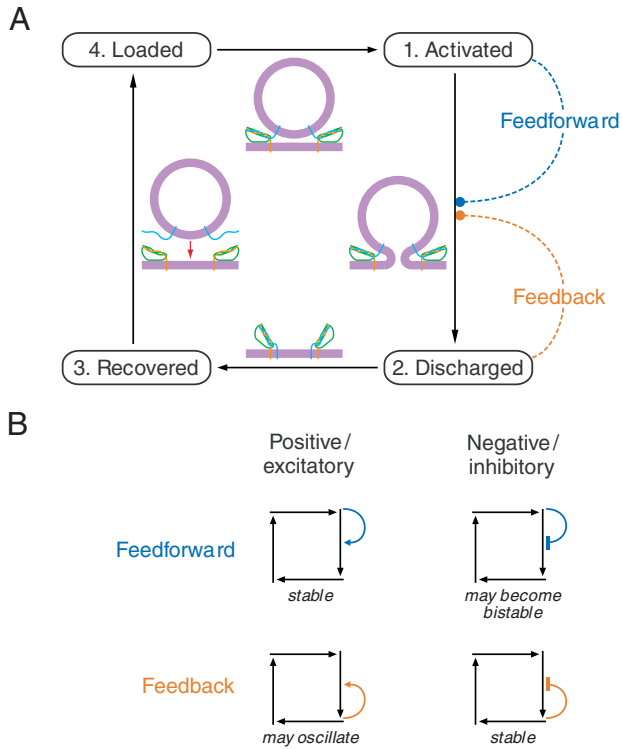 A
4. Loaded
1. Activated
Feedforward
Feedback
3. Recovered
2. Discharged
B
Positive/
excitatory
Negative/
inhibitory
Feedforward
stable
may become
bistable
Feedback
may oscillate
stable